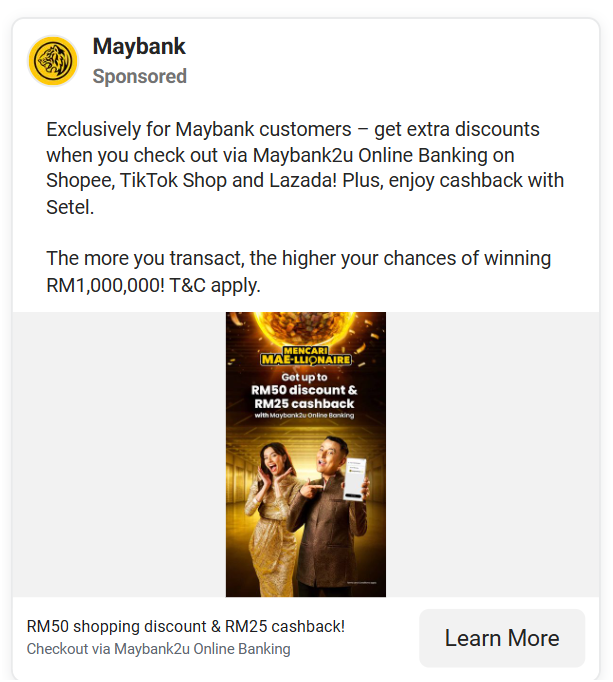 Maybank
Sponsored
Exclusively for Maybank customers – get extra discounts
when you check out via Maybank2u Online Banking on
Shopee, TikTok Shop and Lazada! Plus, enjoy cashback with
Setel.
The more you transact, the higher your chances of winning
RM1,000,000! T&C apply.
MENCARI
MAE-LLIONAIRE
Get up to
RM50 discount &
RM25 cashback
with Maybank2u Online Banking
RM50 shopping discount & RM25 cashback!
Checkout via Maybank2u Online Banking
Learn More